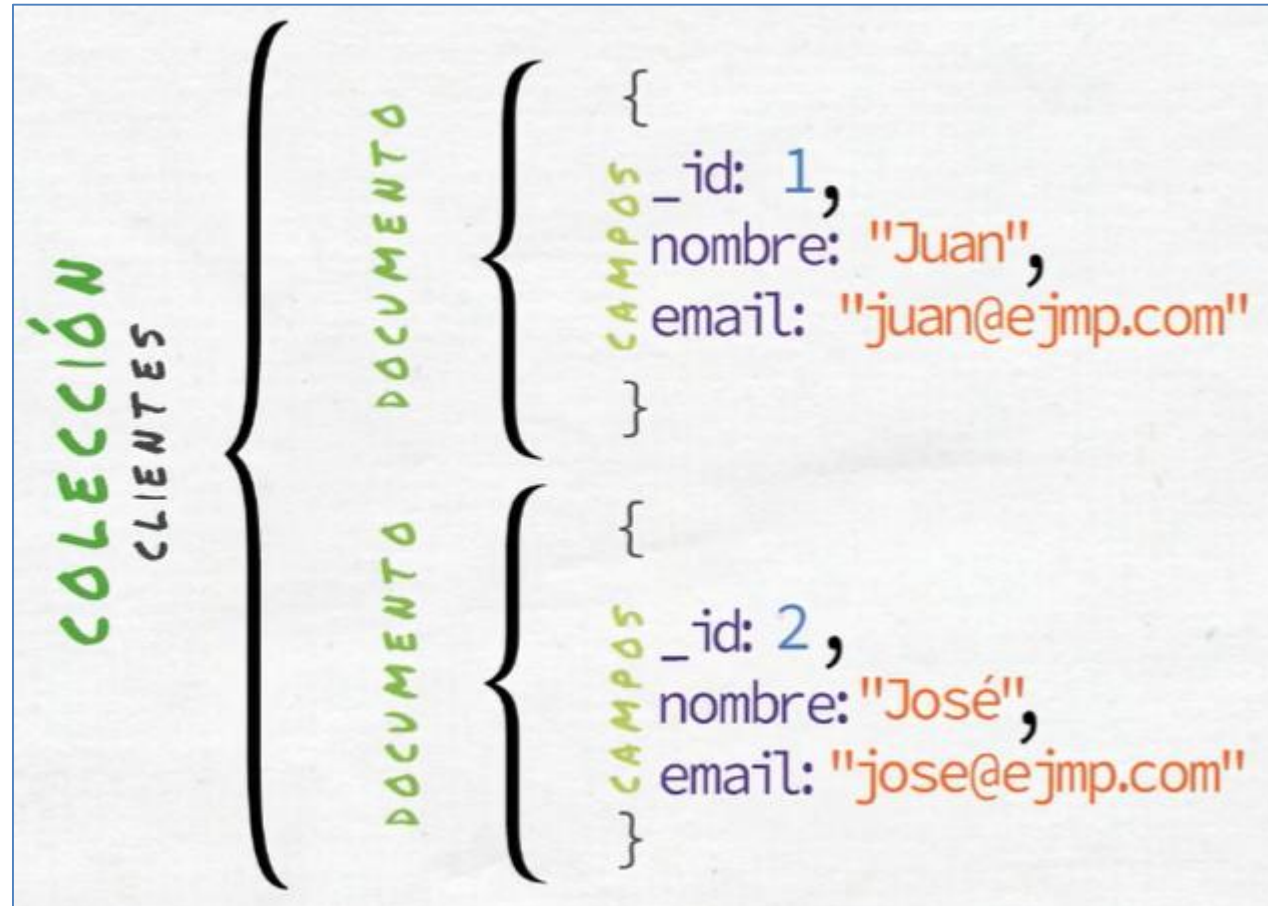 COLECCIÓN
CLIENTES
DOCUMENTO
CAMPOS
{
_id: 1,
nombre: "Juan",
email: "juan@ejmp.com"
}
DOCUMENTO
CAMPOS
{
_id: 2,
nombre: "José",
email: "jose@ejmp.com"
}